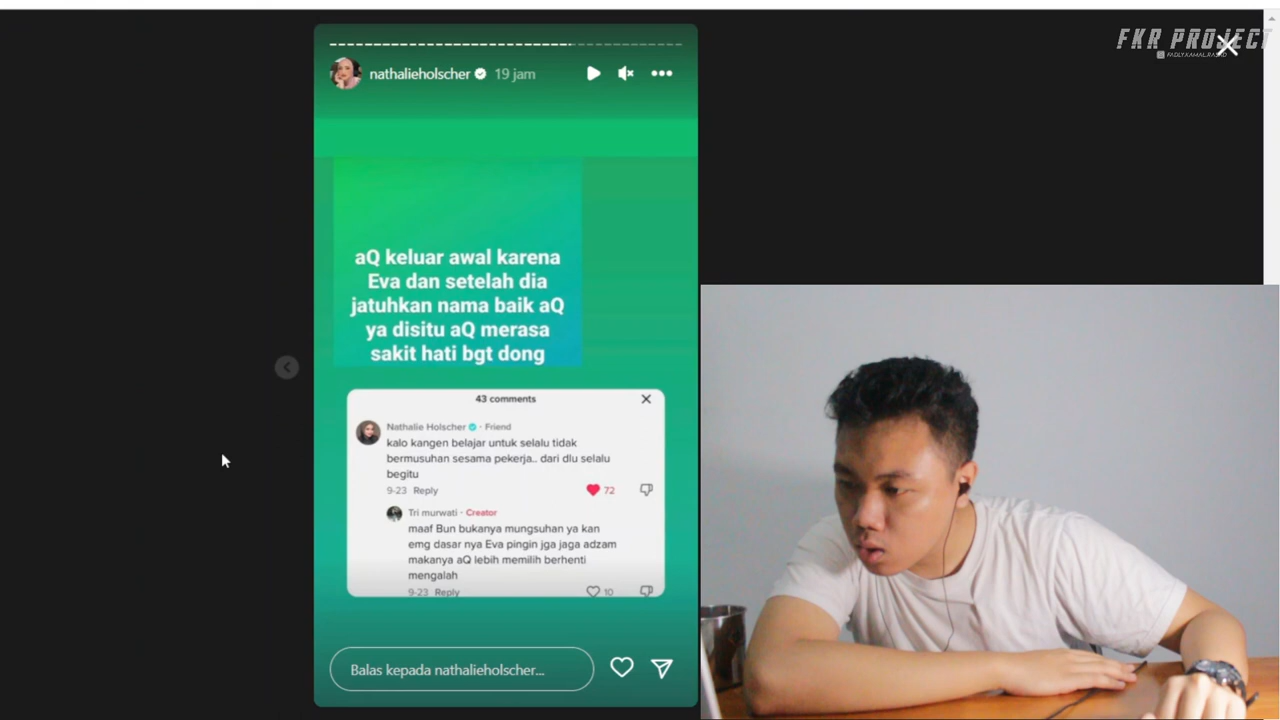 FKR PROJECT
FADLY.KAMAL.RASYID
nathalieholscher 19 jam
aQ keluar awal karena
Eva dan setelah dia
jatuhkan nama baik aQ
ya disitu aQ merasa
sakit hati bgt dong
43 comments
Nathalie Holscher · Friend
kalo kangen belajar untuk selalu tidak
bermusuhan sesama pekerja.. dari dlu selalu
begitu
9-23 Reply 72
Tri murwati · Creator
maaf Bun bukanya mungsuhan ya kan
emg dasar nya Eva pingin jga jaga adzam
makanya aQ lebih memilih berhenti
mengalah
9-23 Reply 10
Balas kepada nathalieholscher...